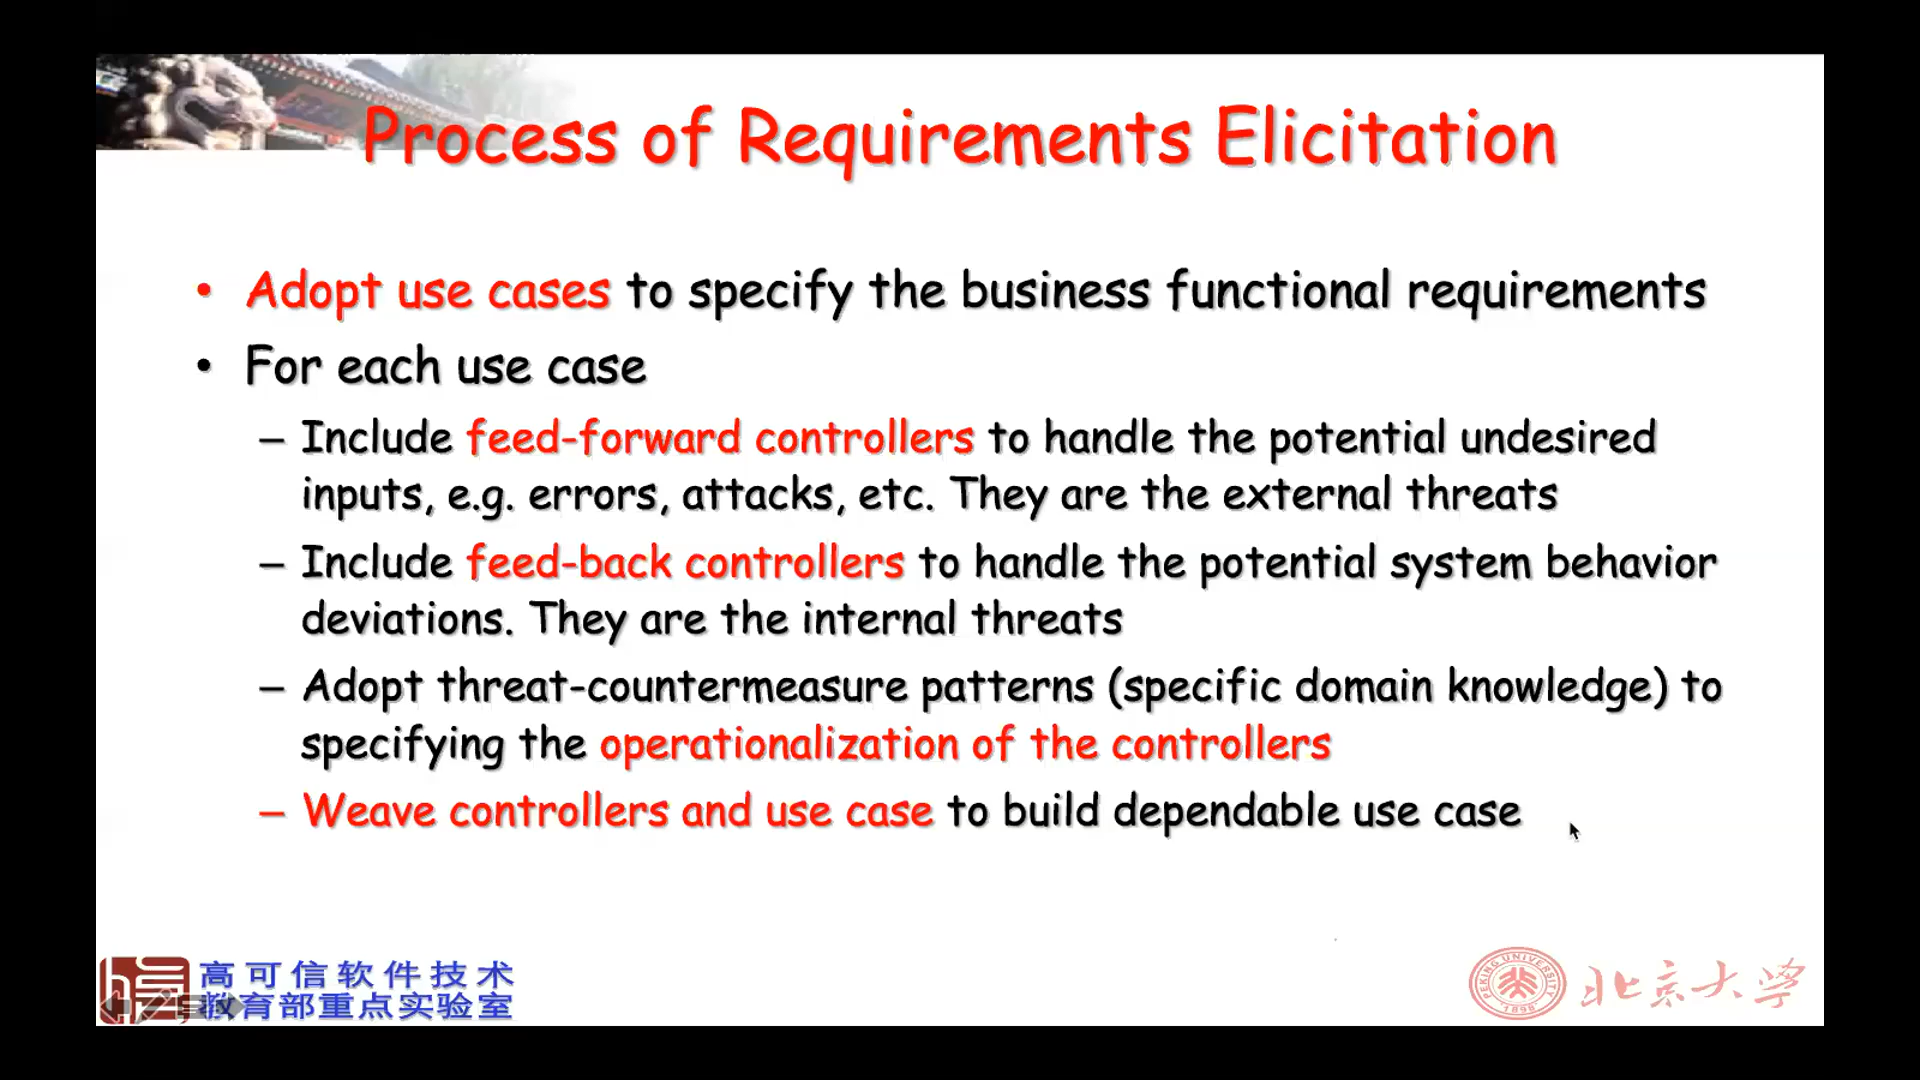 Process of Requirements Elicitation
• Adopt use cases to specify the business functional requirements
• For each use case
– Include feed-forward controllers to handle the potential undesired
inputs, e.g. errors, attacks, etc. They are the external threats
– Include feed-back controllers to handle the potential system behavior
deviations. They are the internal threats
– Adopt threat-countermeasure patterns (specific domain knowledge) to
specifying the operationalization of the controllers
– Weave controllers and use case to build dependable use case
高可信软件技术
教育部重点实验室
PEKING UNIVERSITY
1898
北京大学